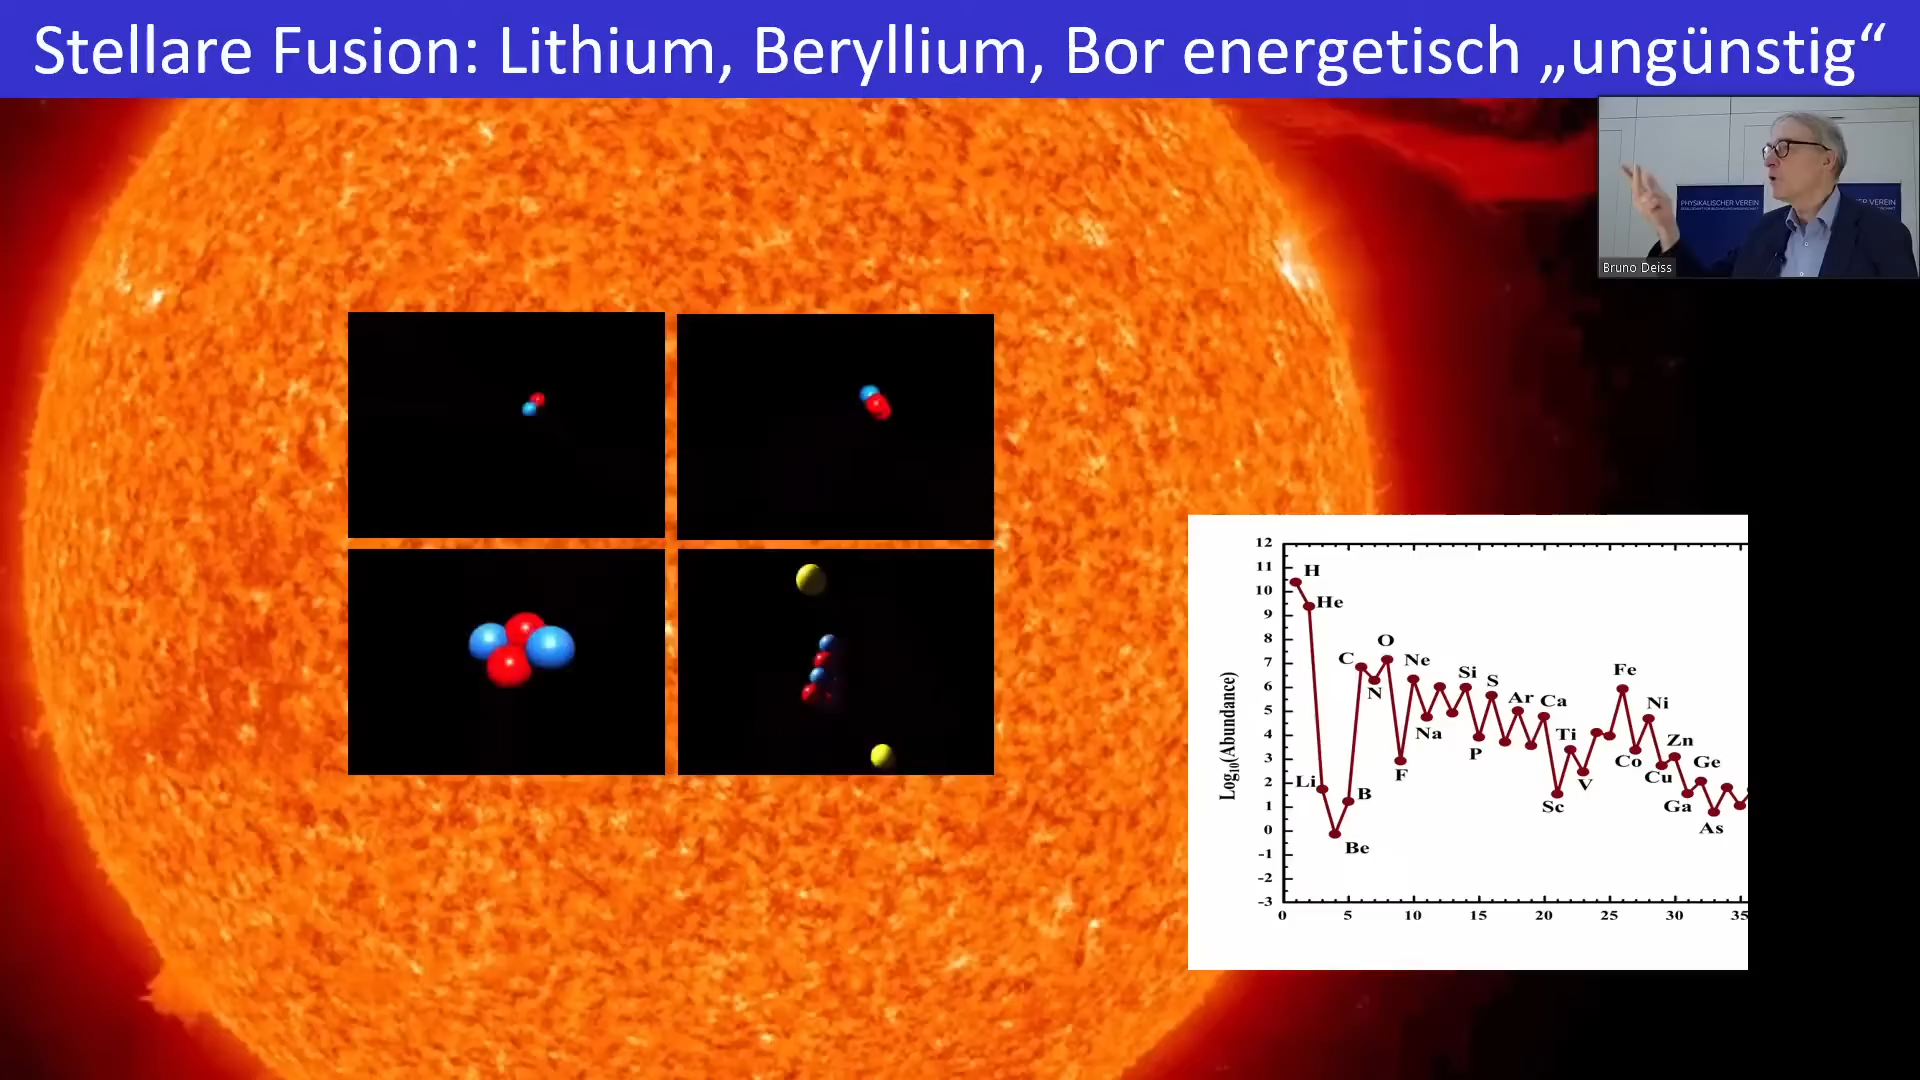 Stellare Fusion: Lithium, Beryllium, Bor energetisch „ungünstig“
PHYSIKALISCHER VEREIN
ER VEREIN
Bruno Deiss
12
11
10
9
8
7
6
5
4
3
2
1
0
-1
-2
-3
Log10(Abundance)
H
He
Li
Be
B
C
N
O
F
Ne
Na
Si
P
S
Ar
Ca
Sc
Ti
V
Fe
Co
Ni
Cu
Zn
Ga
Ge
As
0 5 10 15 20 25 30 35